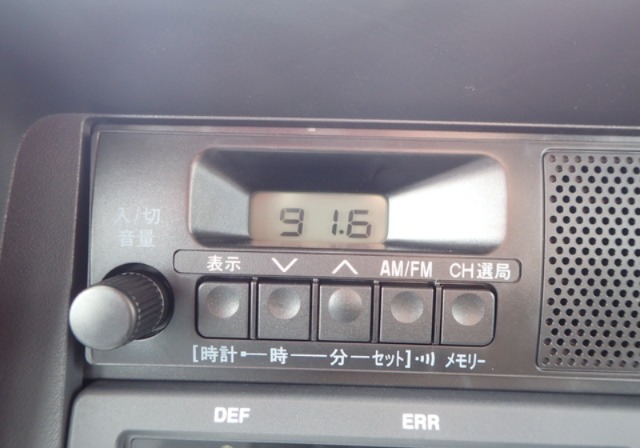 91.6
入/切
音量
表示 ∨ ∧ AM/FM CH選局
[時計•―時―分―セット] メモリー
DEF ERR